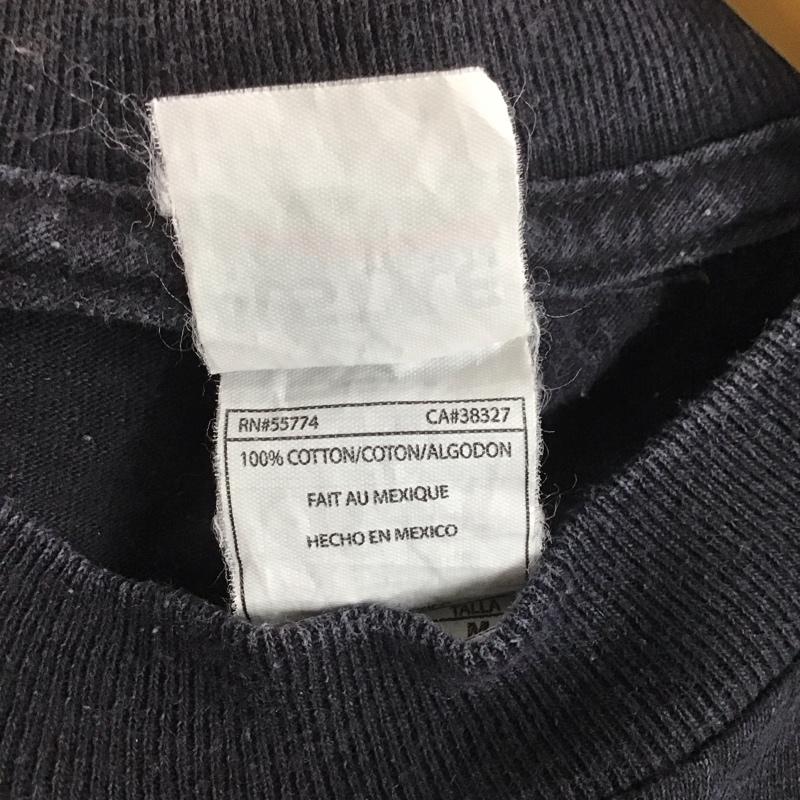 RN#55774 CA#38327
100% COTTON/COTON/ALGODON
FAIT AU MEXIQUE
HECHO EN MEXICO
TALLA
M